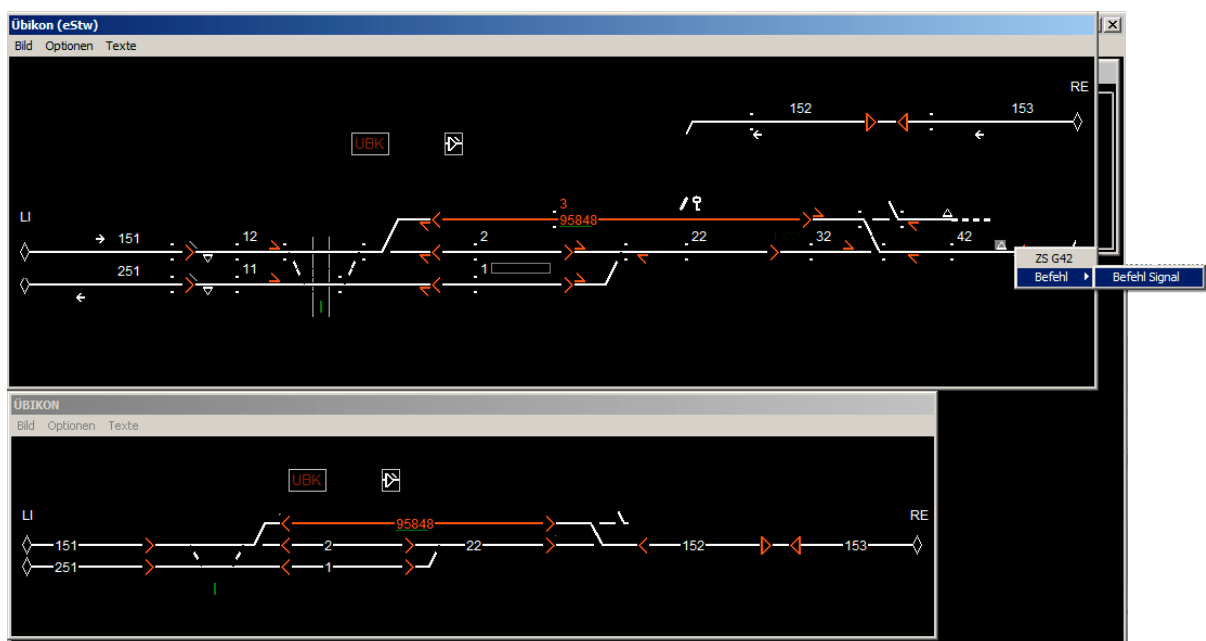 Übikon (eStw)
Bild Optionen Texte
RE
152 153
UBK
3
95848
LI
151 12 2 22 32 42
251 11 1
ZS G42
Befehl Befehl Signal
ÜBIKON
Bild Optionen Texte
UBK
LI RE
95848
151 2 22 152 153
251 1